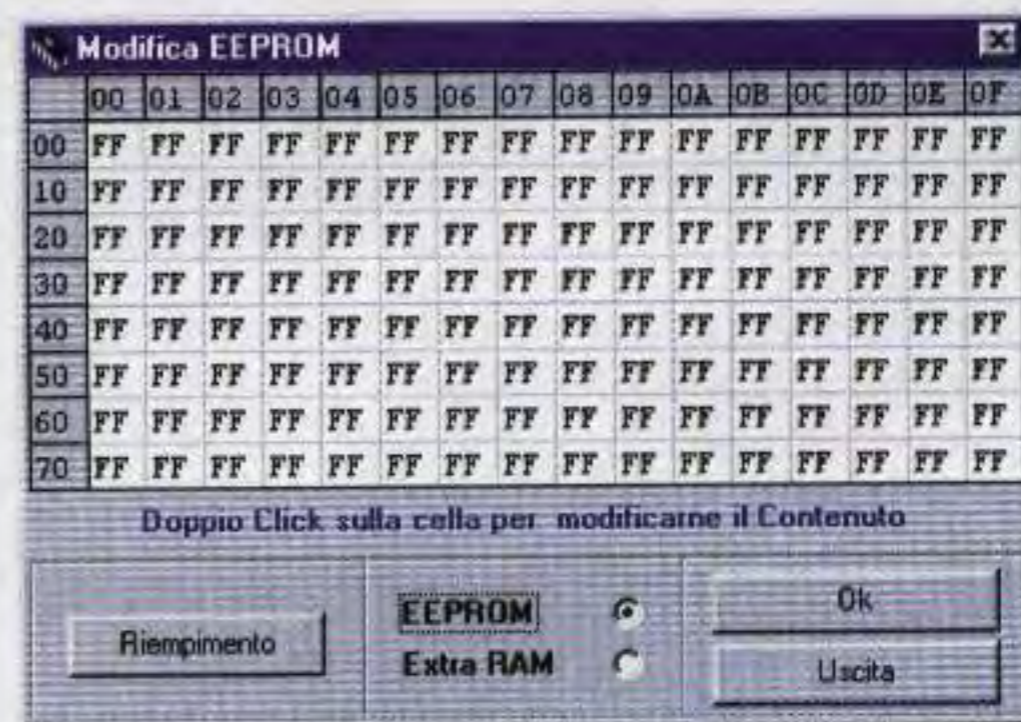 Modifica EEPROM
00 01 02 03 04 05 06 07 08 09 0A 0B 0C 0D 0E 0F
00 FF FF FF FF FF FF FF FF FF FF FF FF FF FF FF FF
10 FF FF FF FF FF FF FF FF FF FF FF FF FF FF FF FF
20 FF FF FF FF FF FF FF FF FF FF FF FF FF FF FF FF
30 FF FF FF FF FF FF FF FF FF FF FF FF FF FF FF FF
40 FF FF FF FF FF FF FF FF FF FF FF FF FF FF FF FF
50 FF FF FF FF FF FF FF FF FF FF FF FF FF FF FF FF
60 FF FF FF FF FF FF FF FF FF FF FF FF FF FF FF FF
70 FF FF FF FF FF FF FF FF FF FF FF FF FF FF FF FF
Doppio Click sulla cella per modificarne il Contenuto
Riempimento
EEPROM
Extra RAM
Ok
Uscita